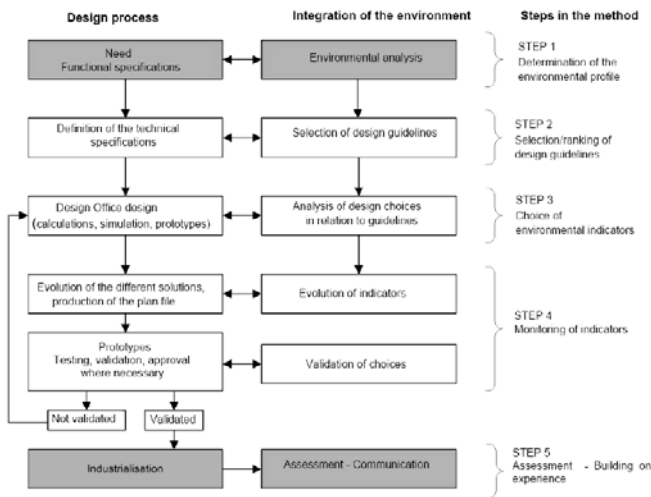 Design process
Integration of the environment
Steps in the method
Need
Functional specifications
Environmental analysis
STEP 1
Determination of the
environmental profile
Definition of the technical
specifications
Selection of design guidelines
STEP 2
Selection/ranking of
design guidelines
Design Office dosign
(calculations, simulation, prototypes)
Analysis of design choices
in relation to guidelines
STEP 3
Choice of
environmental indicators
Evolution of the different solutions,
production of the plan file
Evolution of indicators
STEP 4
Monitoring of indicators
Prototypes
Testing, validation, approval
where necessary
Validation of choices
Not validated
Validated
Industrialisation
Assessment - Communication
STEP 5
Assessment - Building on
experience